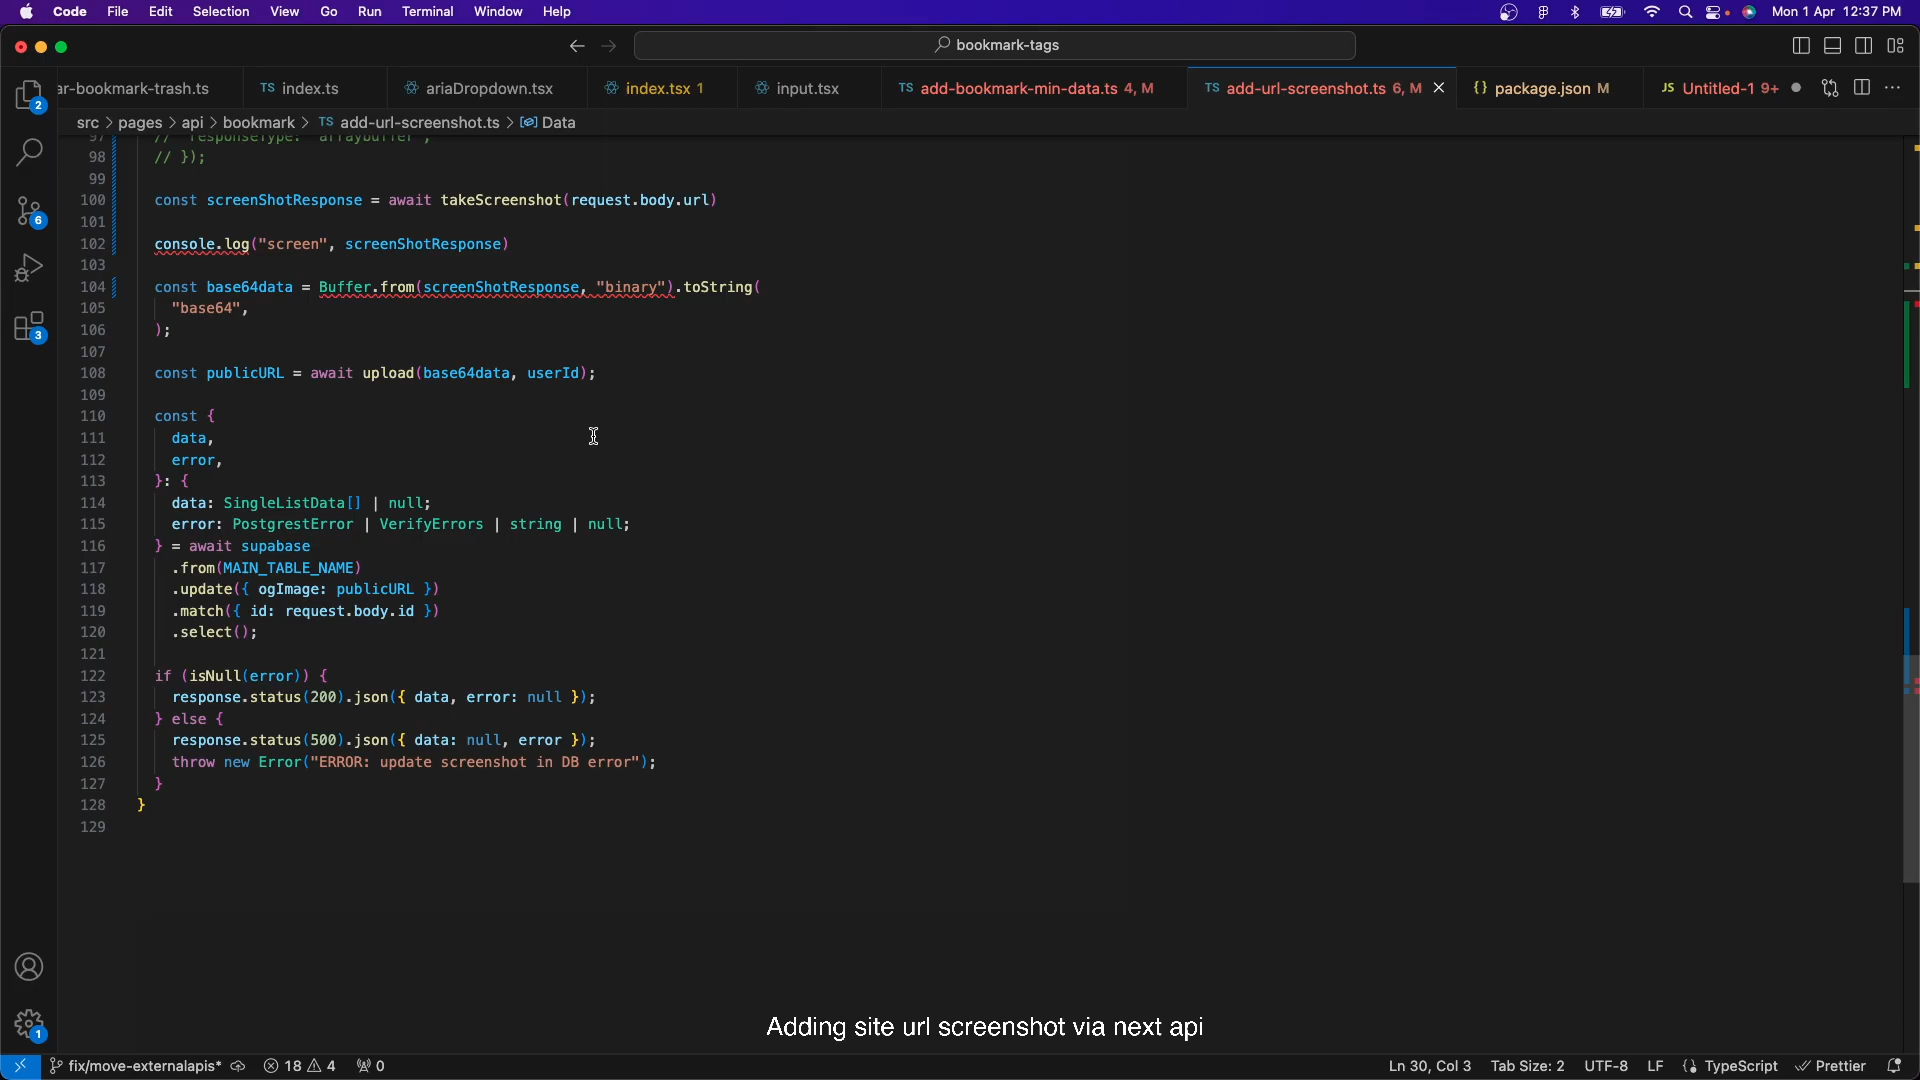 Code File Edit Selection View Go Run Terminal Window Help Mon 1 Apr 12:37 PM
bookmark-tags
ar-bookmark-trash.ts TS index.ts ariaDropdown.tsx index.tsx 1 input.tsx TS add-bookmark-min-data.ts 4, M TS add-url-screenshot.ts 6, M {} package.json M JS Untitled-1 9+
src > pages > api > bookmark > TS add-url-screenshot.ts > Data
97 // responseType: "arraybuffer",
98 // });
99
100 const screenShotResponse = await takeScreenshot(request.body.url)
101
102 console.log("screen", screenShotResponse)
103
104 const base64data = Buffer.from(screenShotResponse, "binary").toString(
105 "base64",
106 );
107
108 const publicURL = await upload(base64data, userId);
109
110 const {
111 data,
112 error,
113 }: {
114 data: SingleListData[] | null;
115 error: PostgrestError | VerifyErrors | string | null;
116 } = await supabase
117 .from(MAIN_TABLE_NAME)
118 .update({ ogImage: publicURL })
119 .match({ id: request.body.id })
120 .select();
121
122 if (isNull(error)) {
123 response.status(200).json({ data, error: null });
124 } else {
125 response.status(500).json({ data: null, error });
126 throw new Error("ERROR: update screenshot in DB error");
127 }
128 }
129
2
6
3
1
Adding site url screenshot via next api
fix/move-externalapis* 18 4 0 Ln 30, Col 3 Tab Size: 2 UTF-8 LF {} TypeScript Prettier